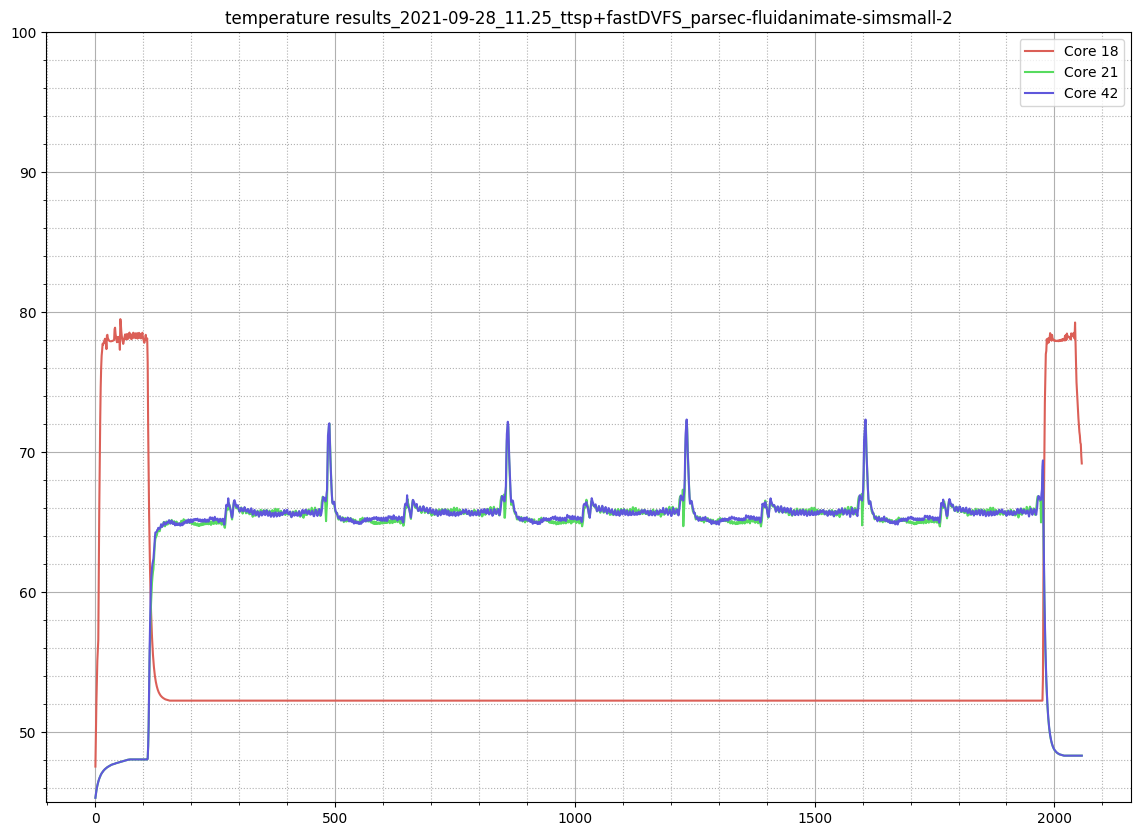 temperature results_2021-09-28_11.25_ttsp+fastDVFS_parsec-fluidanimate-simsmall-2
100
90
80
70
60
50
0
500
1000
1500
2000
Core 18
Core 21
Core 42